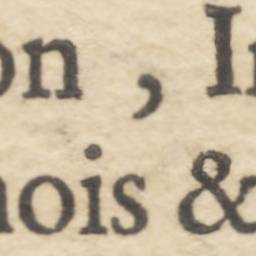 on , I
nois &